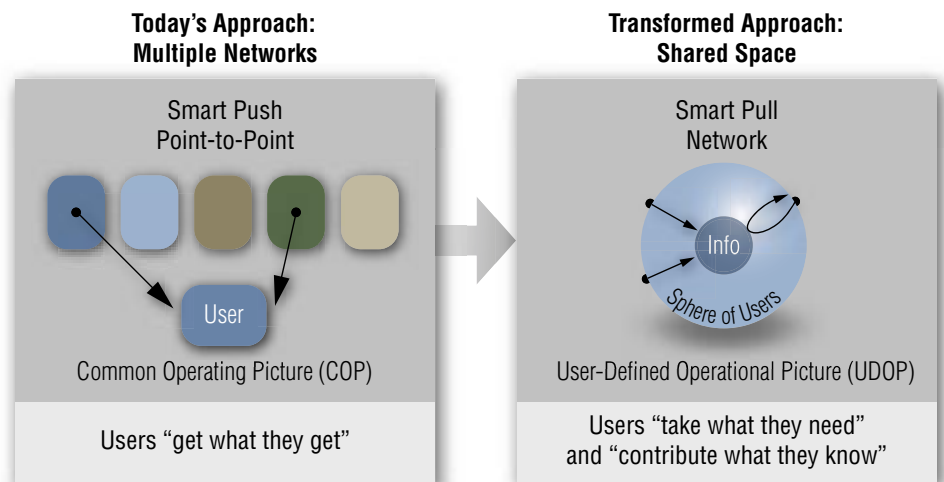 Today’s Approach:
Multiple Networks
Smart Push
Point-to-Point
User
Common Operating Picture (COP)
Users “get what they get”
Transformed Approach:
Shared Space
Smart Pull
Network
Info
Sphere of Users
User-Defined Operational Picture (UDOP)
Users “take what they need”
and “contribute what they know”